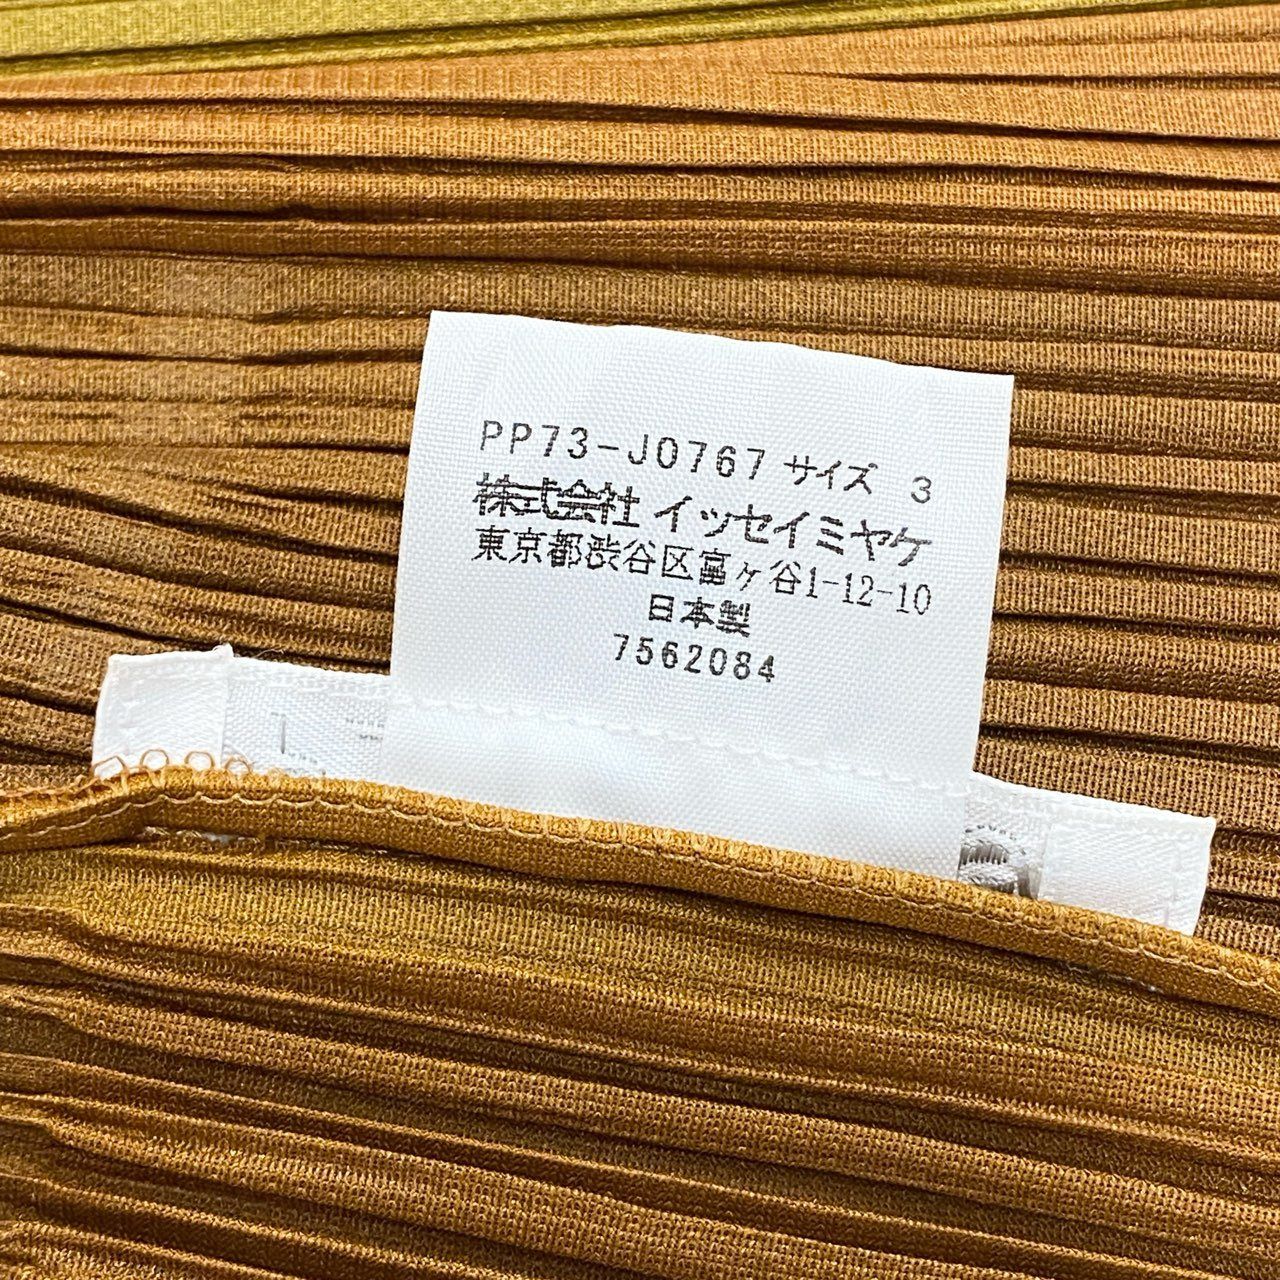 PP73-J0767 サイズ 3
株式会社 イッセイミヤケ
東京都渋谷区富ヶ谷1-12-10
日本製
7562084